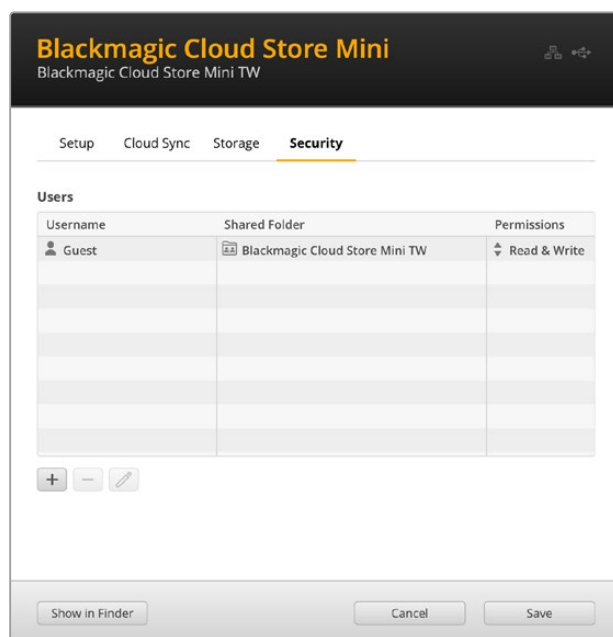 Blackmagic Cloud Store Mini
Blackmagic Cloud Store Mini TW
Setup Cloud Sync Storage Security
Users
Username Shared Folder Permissions
Guest Blackmagic Cloud Store Mini TW Read & Write
Show in Finder Cancel Save